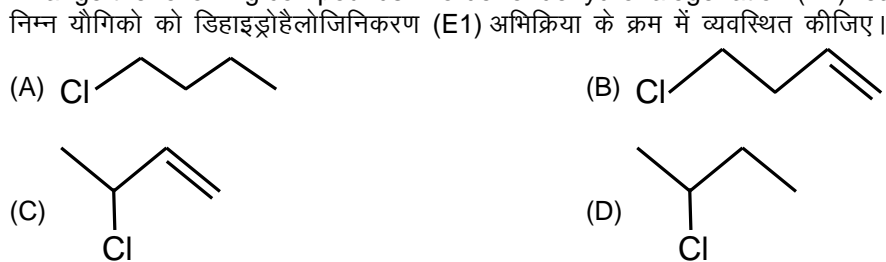 निम्न यौगिको को डिहाइड्रोहैलोजिनिकरण (E1) अभिक्रिया के क्रम में व्यवस्थित कीजिए।
(A) Cl
(B) Cl
(C) Cl
(D) Cl